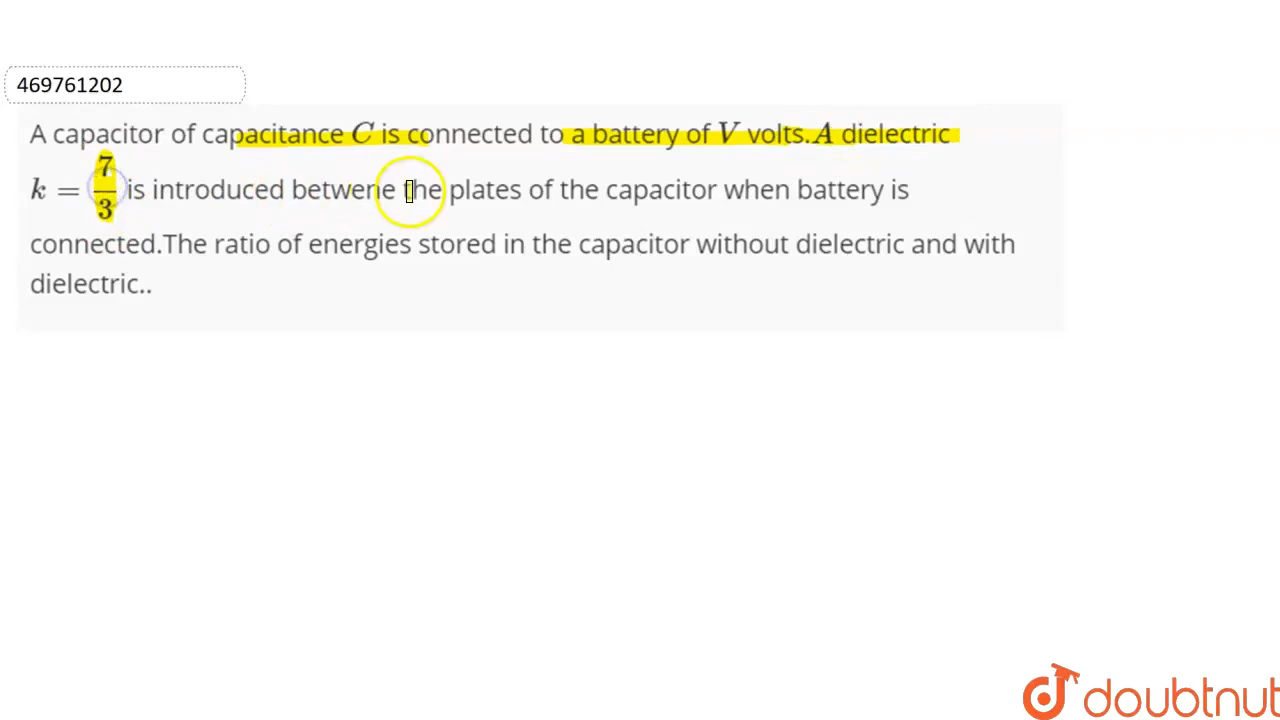 469761202
A capacitor of capacitance C is connected to a battery of V volts.A dielectric
k = 7/3 is introduced betwerie the plates of the capacitor when battery is
connected.The ratio of energies stored in the capacitor without dielectric and with
dielectric..
doubtnut